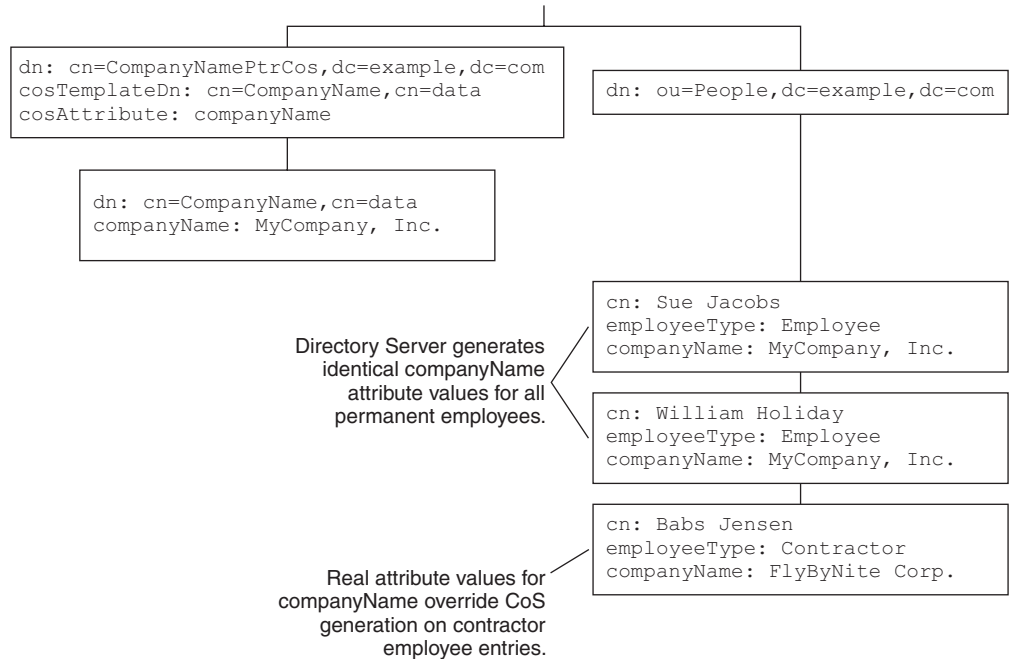 dn: cn=CompanyNamePtrCos,dc=example,dc=com
cosTemplateDn: cn=CompanyName,cn=data
cosAttribute: companyName
dn: ou=People,dc=example,dc=com
dn: cn=CompanyName,cn=data
companyName: MyCompany, Inc.
cn: Sue Jacobs
employeeType: Employee
companyName: MyCompany, Inc.
Directory Server generates
identical companyName
attribute values for all
permanent employees.
cn: William Holiday
employeeType: Employee
companyName: MyCompany, Inc.
cn: Babs Jensen
employeeType: Contractor
companyName: FlyByNite Corp.
Real attribute values for
companyName override CoS
generation on contractor
employee entries.